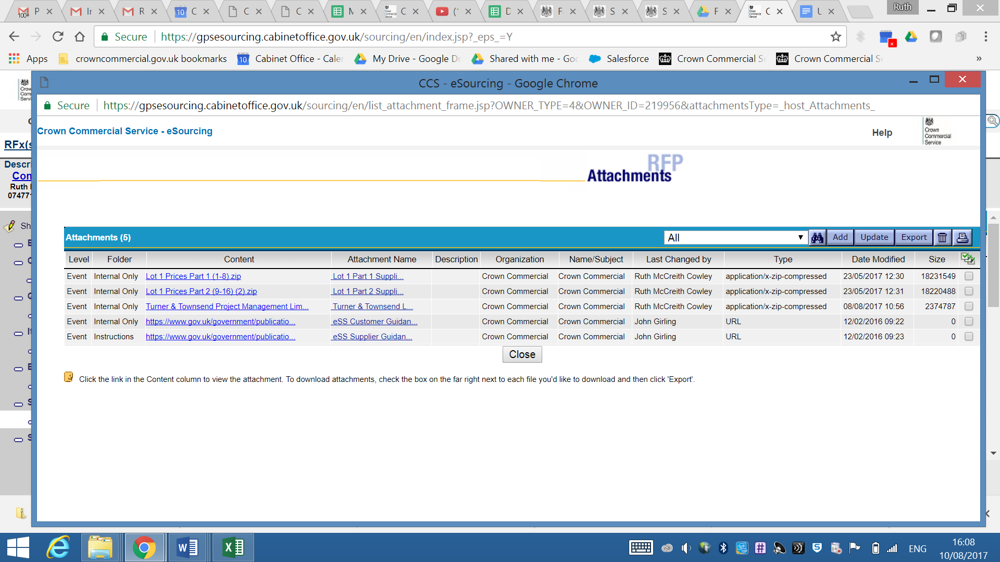 Ruth
Secure https://gpsesourcing.cabinetoffice.gov.uk/sourcing/en/index.jsp?_eps_=Y
Apps crowncommercial.gov.uk bookmarks Cabinet Office - Caler My Drive - Google Dr Shared with me - Goo Salesforce Crown Commercial Se Crown Commercial Se »
CCS - eSourcing - Google Chrome
Secure https://gpsesourcing.cabinetoffice.gov.uk/sourcing/en/list_attachment_frame.jsp?OWNER_TYPE=4&OWNER_ID=219956&attachmentsType=_host_Attachments_
Crown Commercial Service - eSourcing
Help
Crown
Commercial
Service
RFx(s
Descri
Con
Ruth
07477
Sh
RFP
Attachments
Attachments (5) All Add Update Export
Level Folder Content Attachment Name Description Organization Name/Subject Last Changed by Type Date Modified Size
Event Internal Only Lot 1 Prices Part 1 (1-8).zip Lot 1 Part 1 Suppli... Crown Commercial Crown Commercial Ruth McCreith Cowley application/x-zip-compressed 23/05/2017 12:30 18231549
Event Internal Only Lot 1 Prices Part 2 (9-16) (2).zip Lot 1 Part 2 Suppli... Crown Commercial Crown Commercial Ruth McCreith Cowley application/x-zip-compressed 23/05/2017 12:31 18220488
Event Internal Only Turner & Townsend Project Management Lim... Turner & Townsend L... Crown Commercial Crown Commercial Ruth McCreith Cowley application/x-zip-compressed 08/08/2017 10:56 2374787
Event Internal Only https://www.gov.uk/government/publicatio... eSS Customer Guidan... Crown Commercial Crown Commercial John Girling URL 12/02/2016 09:22 0
Event Instructions https://www.gov.uk/government/publicatio... eSS Supplier Guidan... Crown Commercial Crown Commercial John Girling URL 12/02/2016 09:23 0
Close
Click the link in the Content column to view the attachment. To download attachments, check the box on the far right next to each file you'd like to download and then click 'Export'.
ENG
16:08
10/08/2017